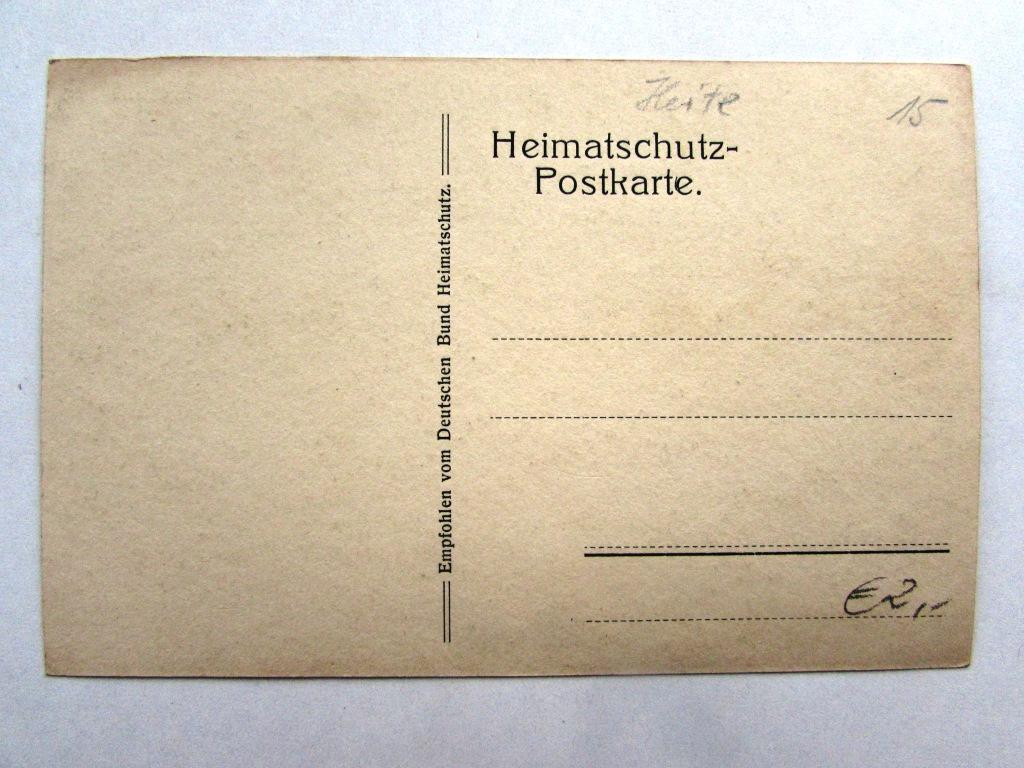 Heite
15
Heimatschutz-
Postkarte.
Empfohlen vom Deutschen Bund Heimatschutz.
€2,-